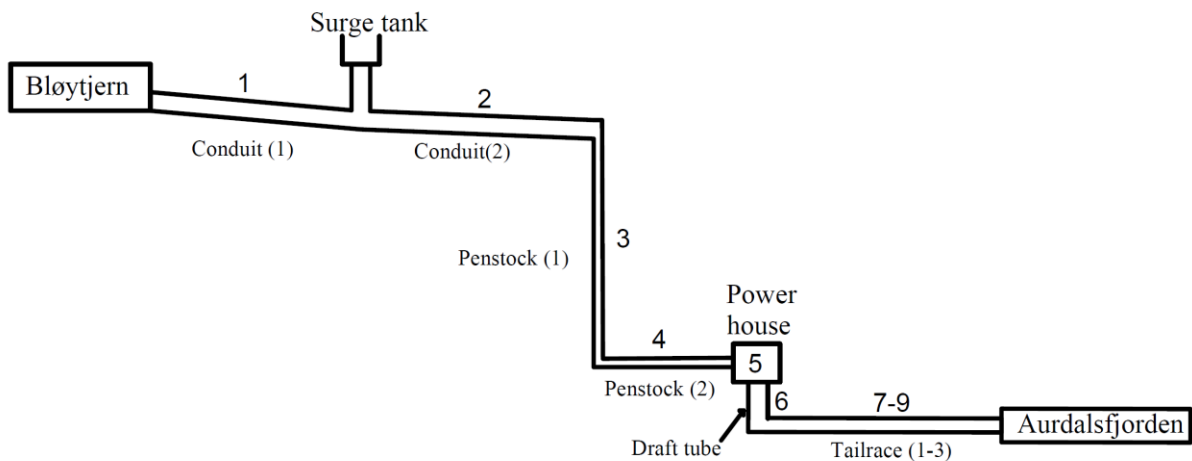 Surge tank
Bløytjern
1
2
Conduit (1)
Conduit(2)
3
Penstock (1)
Power
house
4
5
Penstock (2)
6
7-9
Aurdalsfjorden
Draft tube
Tailrace (1-3)